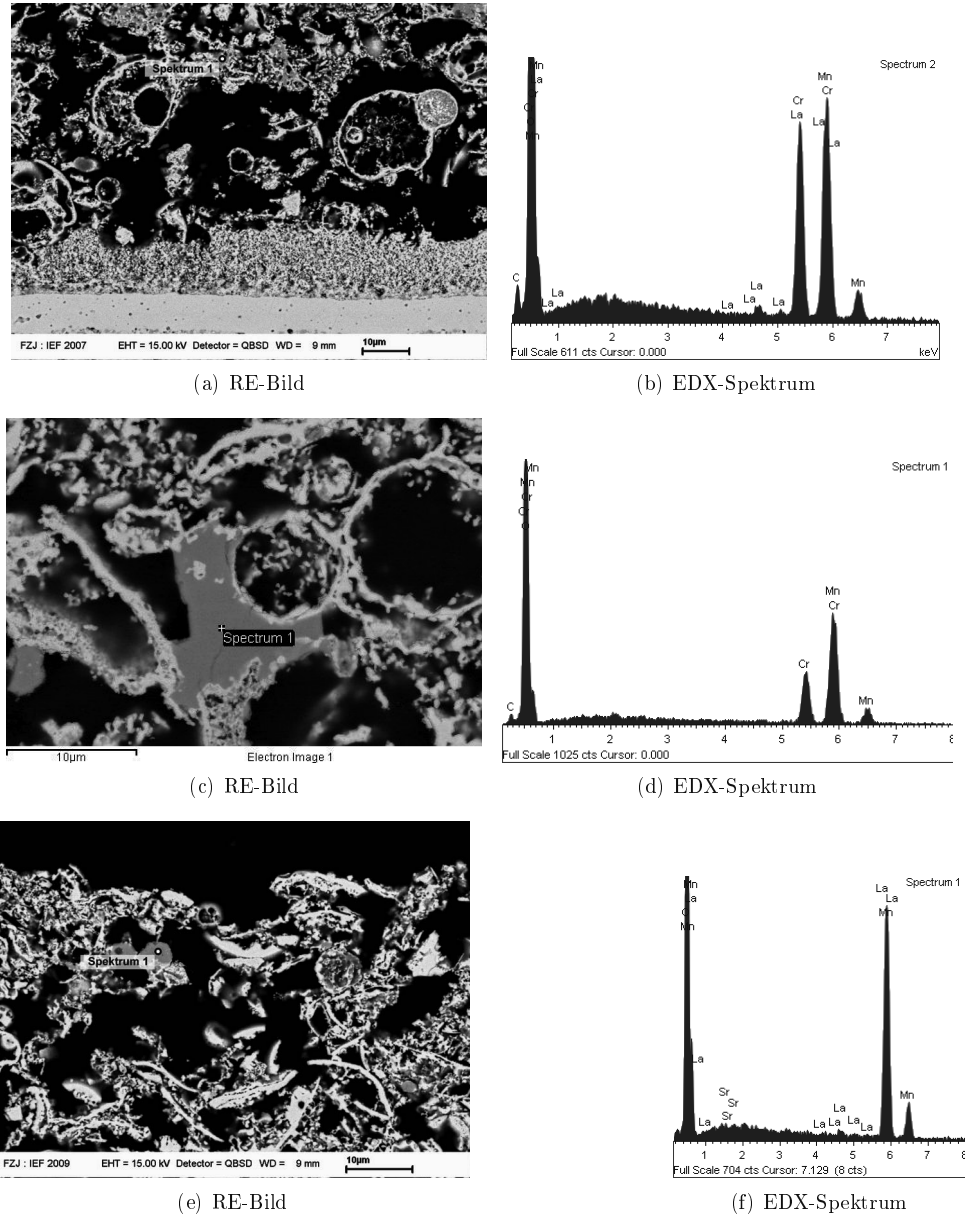 Spektrum 1
FZJ : IEF 2007 EHT = 15.00 kV Detector = QBSD WD = 9 mm 10µm
(a) RE-Bild
Spectrum 2
Mn
La
Mn
Mn
Cr
Cr
La
La
La
C
La
La
La
La
La
La
Mn
1 2 3 4 5 6 7
Full Scale 611 cts Cursor: 0.000 keV
(b) EDX-Spektrum
Spectrum 1
10µm Electron Image 1
(c) RE-Bild
Spectrum 1
Mn
Mn
Cr
Mn
Cr
Cr
C
Mn
1 2 3 4 5 6 7 8
Full Scale 1025 cts Cursor: 0.000
(d) EDX-Spektrum
Spektrum 1
FZJ : IEF 2009 EHT = 15.00 kV Detector = QBSD WD = 9 mm 10µm
(e) RE-Bild
Spectrum 1
Mn
La
Mn
La
La
Mn
La
Sr
Sr
Sr
La
La
La
La
La
La
Mn
1 2 3 4 5 6 7 8
Full Scale 704 cts Cursor: 7.129 (8 cts)
(f) EDX-Spektrum